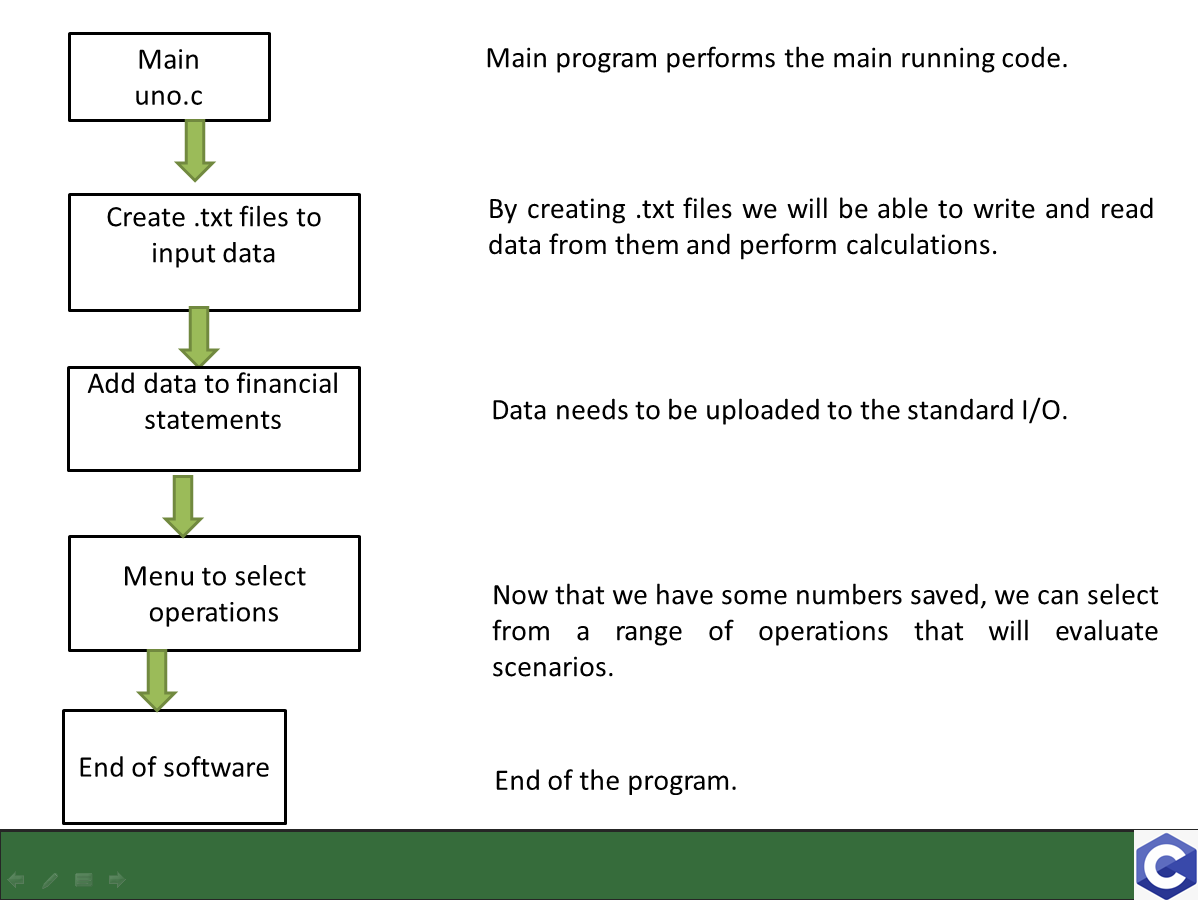 Main
uno.c
Main program performs the main running code.
Create .txt files to
input data
By creating .txt files we will be able to write and read
data from them and perform calculations.
Add data to financial
statements
Data needs to be uploaded to the standard I/O.
Menu to select
operations
Now that we have some numbers saved, we can select
from a range of operations that will evaluate
scenarios.
End of software
End of the program.
C